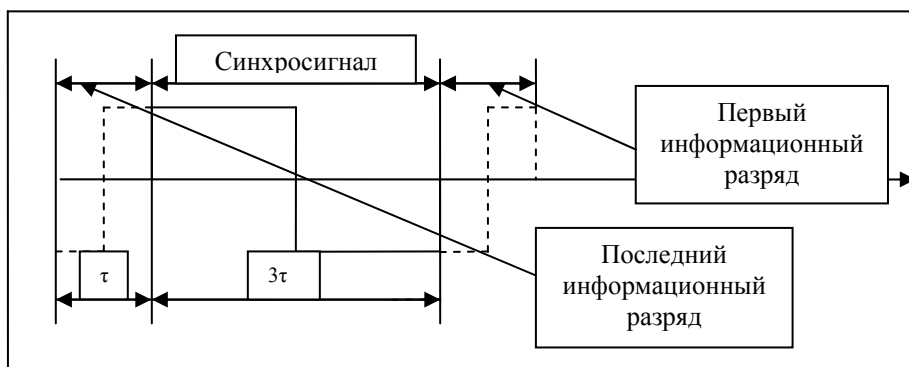 Синхросигнал
Первый
информационный
разряд
τ
3τ
Последний
информационный
разряд